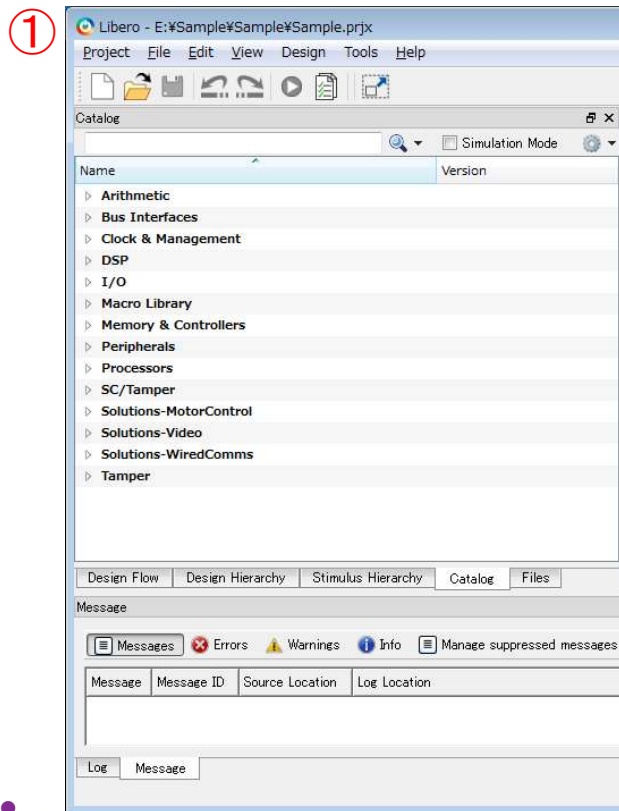 ①
Libero - E:¥Sample¥Sample¥Sample.prjx
Project File Edit View Design Tools Help
Catalog
Simulation Mode
Name Version
Arithmetic
Bus Interfaces
Clock & Management
DSP
I/O
Macro Library
Memory & Controllers
Peripherals
Processors
SC/Tamper
Solutions-MotorControl
Solutions-Video
Solutions-WiredComms
Tamper
Design Flow Design Hierarchy Stimulus Hierarchy Catalog Files
Message
Messages Errors Warnings Info Manage suppressed messages
Message Message ID Source Location Log Location
Log Message